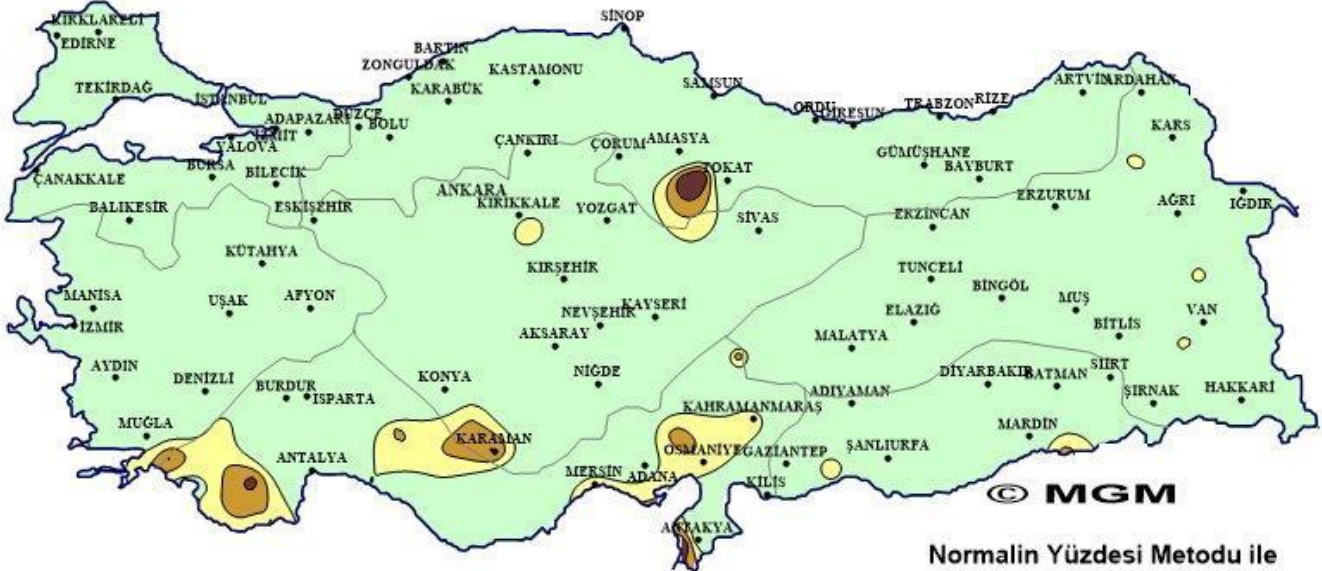 SİNOP
KIRKLARELİ
EDİRNE
BARTIN
ZONGULDAK
KASTAMONU
SAMSUN
ARTVİN
ARDAHAN
TEKİRDAĞ
İSTANBUL
KARABÜK
ORDU
GİRESUN
TRABZON
RİZE
ADAPAZARI
DÜZCE
BOLU
İZMİT
YALOVA
KARS
ÇANKIRI
ÇORUM
AMASYA
GÜMÜŞHANE
BAYBURT
BURSA
BİLECİK
TOKAT
ÇANAKKALE
ANKARA
KIRIKKALE
ERZURUM
AĞRI
IĞDIR
BALIKESİR
ESKİŞEHİR
YOZGAT
SİVAS
ERZİNCAN
KÜTAHYA
KIRŞEHİR
TUNCELİ
BİNGÖL
MANİSA
UŞAK
AFYON
NEVŞEHİR
KAYSERİ
ELAZIĞ
MUŞ
VAN
İZMİR
AKSARAY
MALATYA
BİTLİS
AYDIN
DENİZLİ
BURDUR
ISPARTA
KONYA
NİĞDE
ADIYAMAN
DİYARBAKIR
BATMAN
SİİRT
ŞIRNAK
HAKKARİ
MUĞLA
KAHRAMANMARAŞ
MARDİN
ANTALYA
KARAMAN
OSMANİYE
GAZİANTEP
ŞANLIURFA
MERSİN
ADANA
KİLİS
© MGM
ANTAKYA
Normalin Yüzdesi Metodu ile